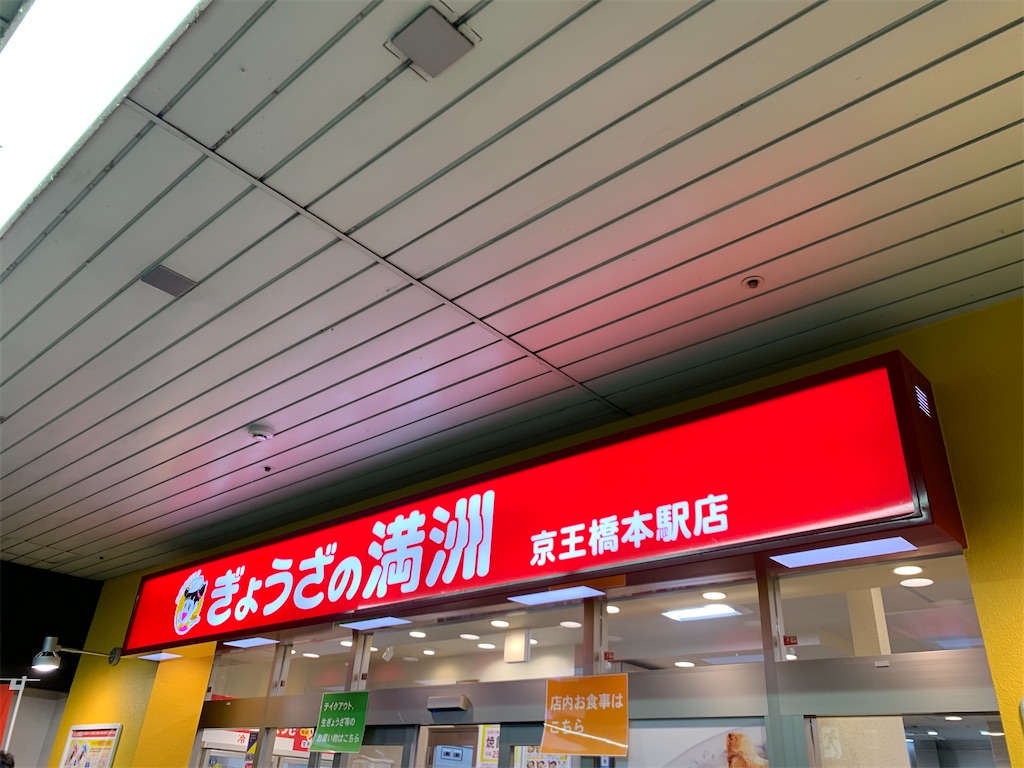 ぎょうざの満洲 京王橋本駅店
テイクアウト、
生ぎょうざ等の
お買い物はこちら
店内お食事は
こちら
冷
焼